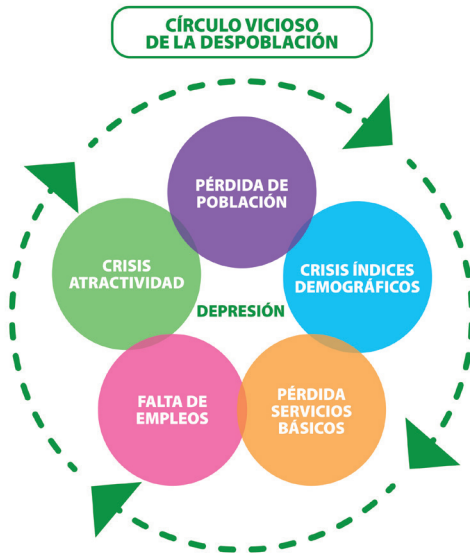 CÍRCULO VICIOSO
DE LA DESPOBLACIÓN
PÉRDIDA DE
POBLACIÓN
CRISIS
ATRACTIVIDAD
CRISIS ÍNDICES
DEMOGRÁFICOS
DEPRESIÓN
FALTA DE
EMPLEOS
PÉRDIDA
SERVICIOS
BÁSICOS